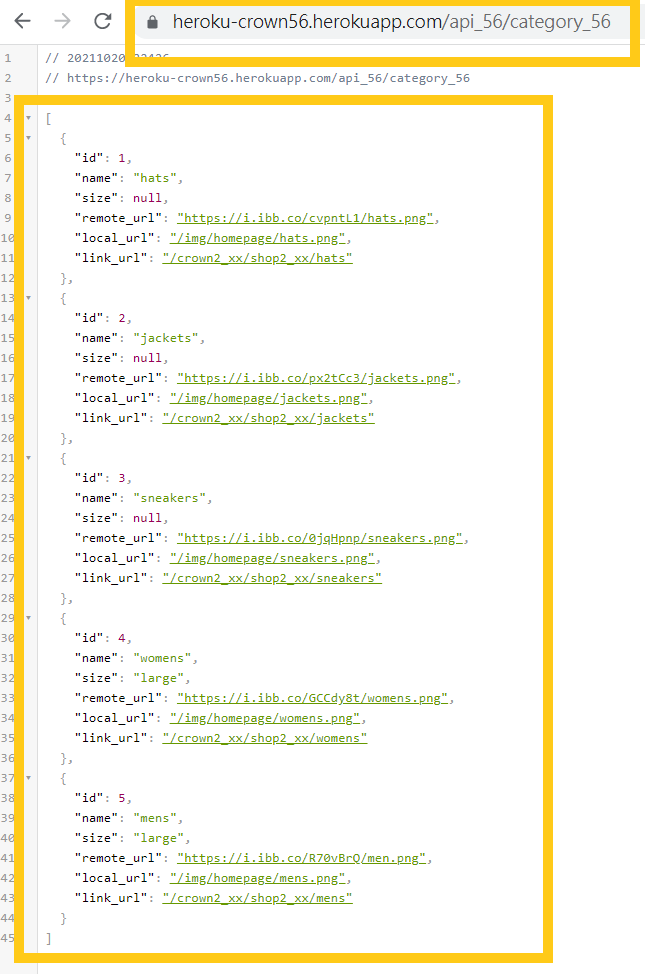 heroku-crown56.herokuapp.com/api_56/category_56
1 // 20211020
2 // https://heroku-crown56.herokuapp.com/api_56/category_56
3
4 [
5 {
6 "id": 1,
7 "name": "hats",
8 "size": null,
9 "remote_url": "https://i.ibb.co/cvpntL1/hats.png",
10 "local_url": "/img/homepage/hats.png",
11 "link_url": "/crown2_xx/shop2_xx/hats"
12 },
13 {
14 "id": 2,
15 "name": "jackets",
16 "size": null,
17 "remote_url": "https://i.ibb.co/px2tCc3/jackets.png",
18 "local_url": "/img/homepage/jackets.png",
19 "link_url": "/crown2_xx/shop2_xx/jackets"
20 },
21 {
22 "id": 3,
23 "name": "sneakers",
24 "size": null,
25 "remote_url": "https://i.ibb.co/0jqHpnp/sneakers.png",
26 "local_url": "/img/homepage/sneakers.png",
27 "link_url": "/crown2_xx/shop2_xx/sneakers"
28 },
29 {
30 "id": 4,
31 "name": "womens",
32 "size": "large",
33 "remote_url": "https://i.ibb.co/GCCdy8t/womens.png",
34 "local_url": "/img/homepage/womens.png",
35 "link_url": "/crown2_xx/shop2_xx/womens"
36 },
37 {
38 "id": 5,
39 "name": "mens",
40 "size": "large",
41 "remote_url": "https://i.ibb.co/R70vBrQ/men.png",
42 "local_url": "/img/homepage/mens.png",
43 "link_url": "/crown2_xx/shop2_xx/mens"
44 }
45 ]